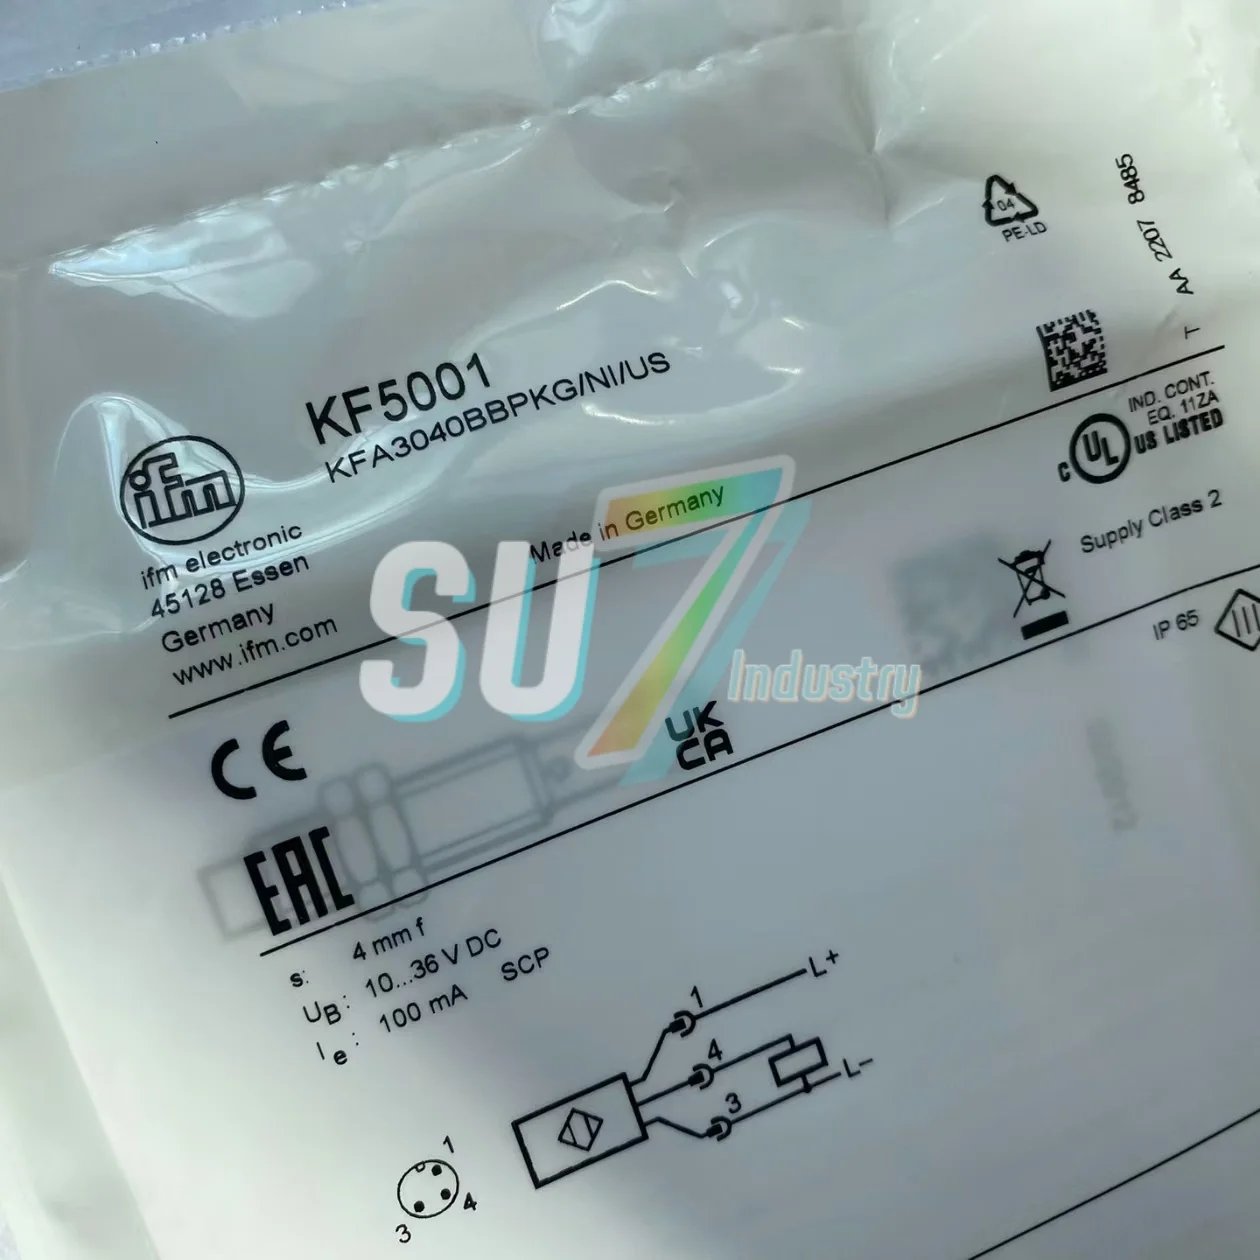 04
PE-LD
T AA 2207 8485
KF5001
KFA3040BBPKG/NI/US
ifm
ifm electronic
45128 Essen
Germany
www.ifm.com
Made in Germany
IND. CONT.
EQ. 11ZA
C UL US LISTED
Supply Class 2
IP 65
SU7
Industry
CE
UK
CA
EAC
s: 4 mm f
UB: 10...36 V DC
Ie: 100 mA SCP
1 L+
4
3 L-
1
4
3